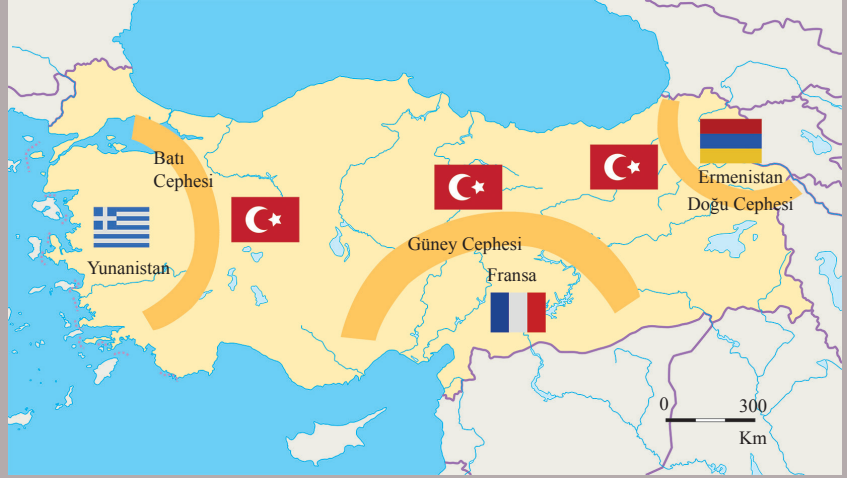 Batı
Cephesi
Yunanistan
Güney Cephesi
Fransa
Ermenistan
Doğu Cephesi
0 300
Km